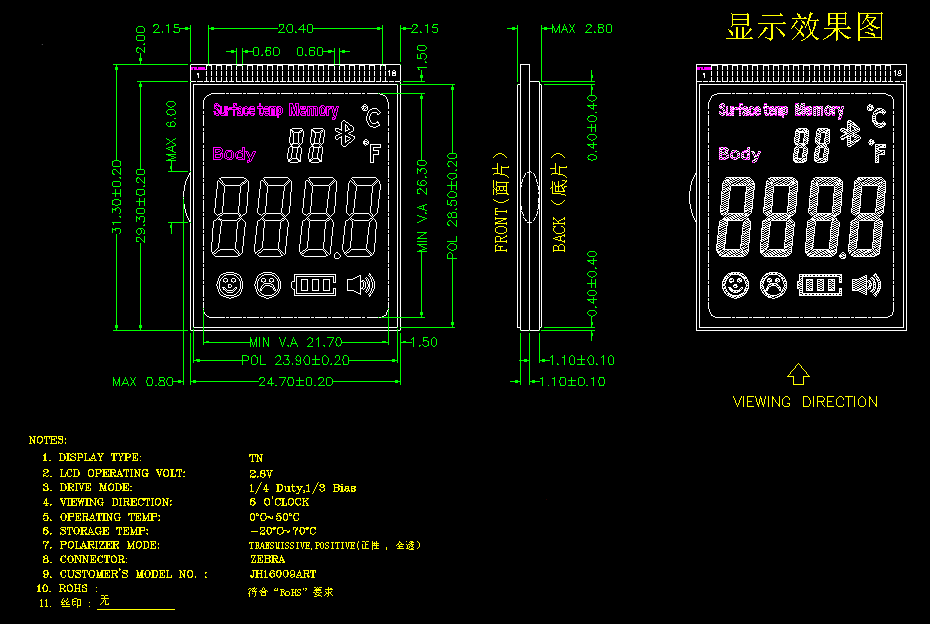 显示效果图
2.15
20.40
2.15
2.00
0.60 0.60
1.50
MAX 2.80
1 18
Surface temp Memory
°C
Body
88
°F
88:8.8
MAX 6.00
31.30±0.20
29.30±0.20
MIN V.A 26.30
POL 28.50±0.20
FRONT(面片)
BACK (底片)
0.40±0.40
0.40±0.40
1 18
Surface temp Memory
°C
Body
88
°F
888.8
MIN V.A 21.70
1.50
POL 23.90±0.20
MAX 0.80
24.70±0.20
1.10±0.10
1.10±0.10
VIEWING DIRECTION
NOTES:
1. DISPLAY TYPE: TN
2. LCD OPERATING VOLT: 2.8V
3. DRIVE MODE: 1/4 Duty,1/3 Bias
4. VIEWING DIRECTION: 6 O'CLOCK
5. OPERATING TEMP: 0°C~50°C
6. STORAGE TEMP: -20°C~70°C
7. POLARIZER MODE: TRANSMISSIVE,POSITIVE(正性 , 全透)
8. CONNECTOR: ZEBRA
9. CUSTOMER'S MODEL NO. : JH16009ART
10. ROHS : 符合“RoHS”要求
11. 丝印 : 无